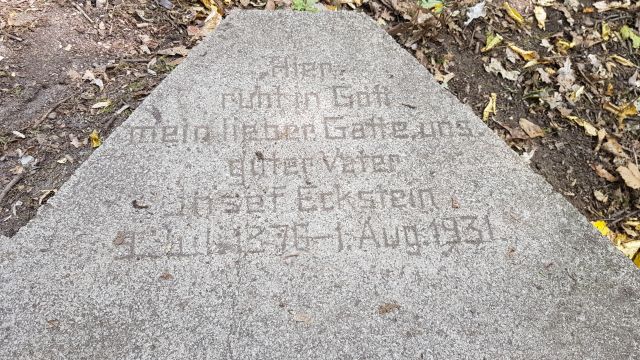 Hier
ruht in Gott
mein lieber Gatte, uns.
guter Vater
Josef Eckstein
1876-1. Aug. 1931